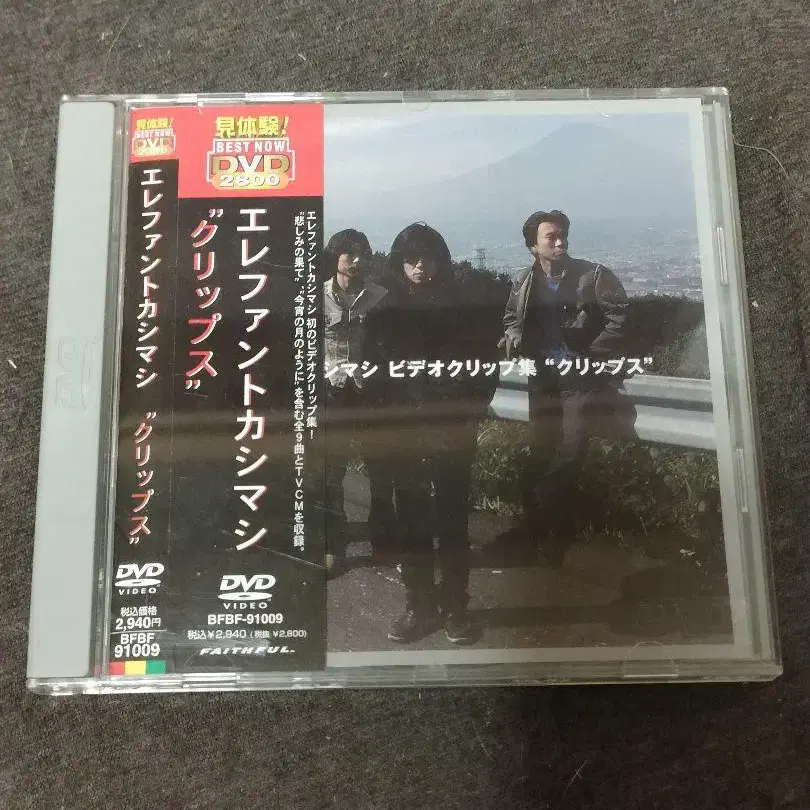 見体験!
BEST NOW
DVD
エレファントカシマシ "クリップス"
DVD
VIDEO
税込価格
2,940円
BFBF
91009
見体験!
BEST NOW
DVD
2800
エレファントカシマシ
"クリップス"
エレファントカシマシ 初のビデオクリップ集!
"悲しみの果て"、"今宵の月のように"を含む全9曲とTVCMを収録。
DVD
VIDEO
BFBF-91009
税込¥2,940(税抜 ¥2,800)
FAITHFUL.
シマシ ビデオクリップ集 "クリップス"